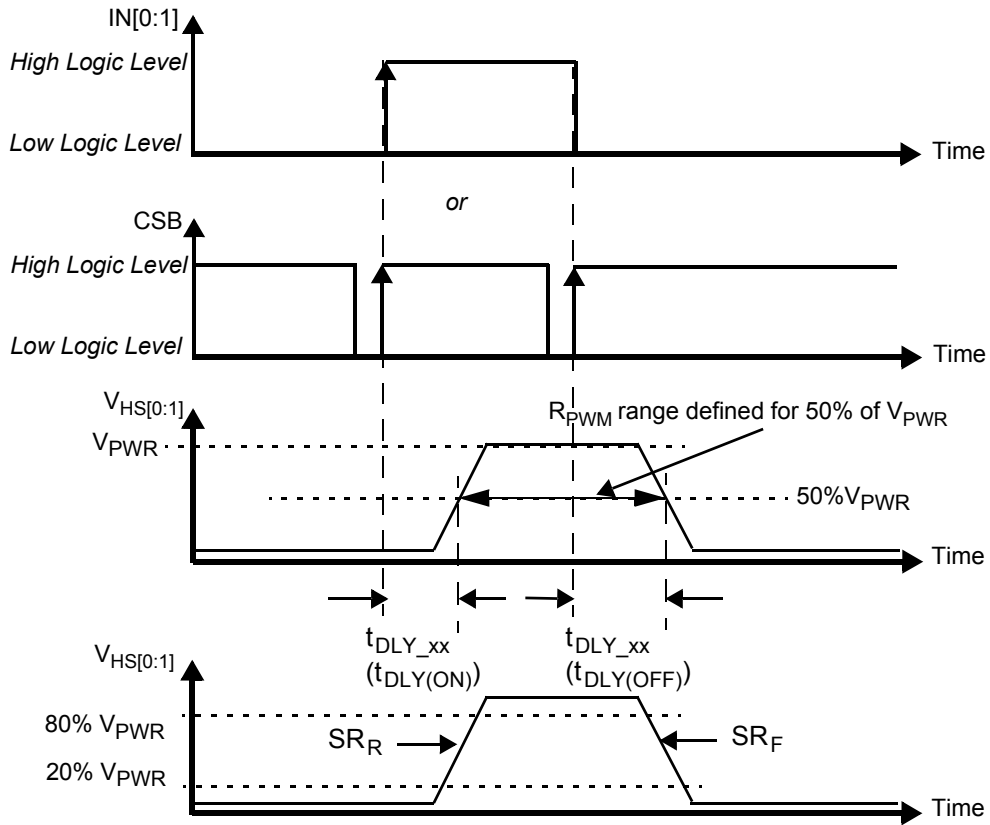 IN[0:1]
High Logic Level
Low Logic Level
Time
or
CSB
High Logic Level
Low Logic Level
Time
VHS[0:1]
RPWM range defined for 50% of VPWR
VPWR
50%VPWR
Time
tDLY_xx
(tDLY(ON))
tDLY_xx
(tDLY(OFF))
VHS[0:1]
80% VPWR
SRR
SRF
20% VPWR
Time